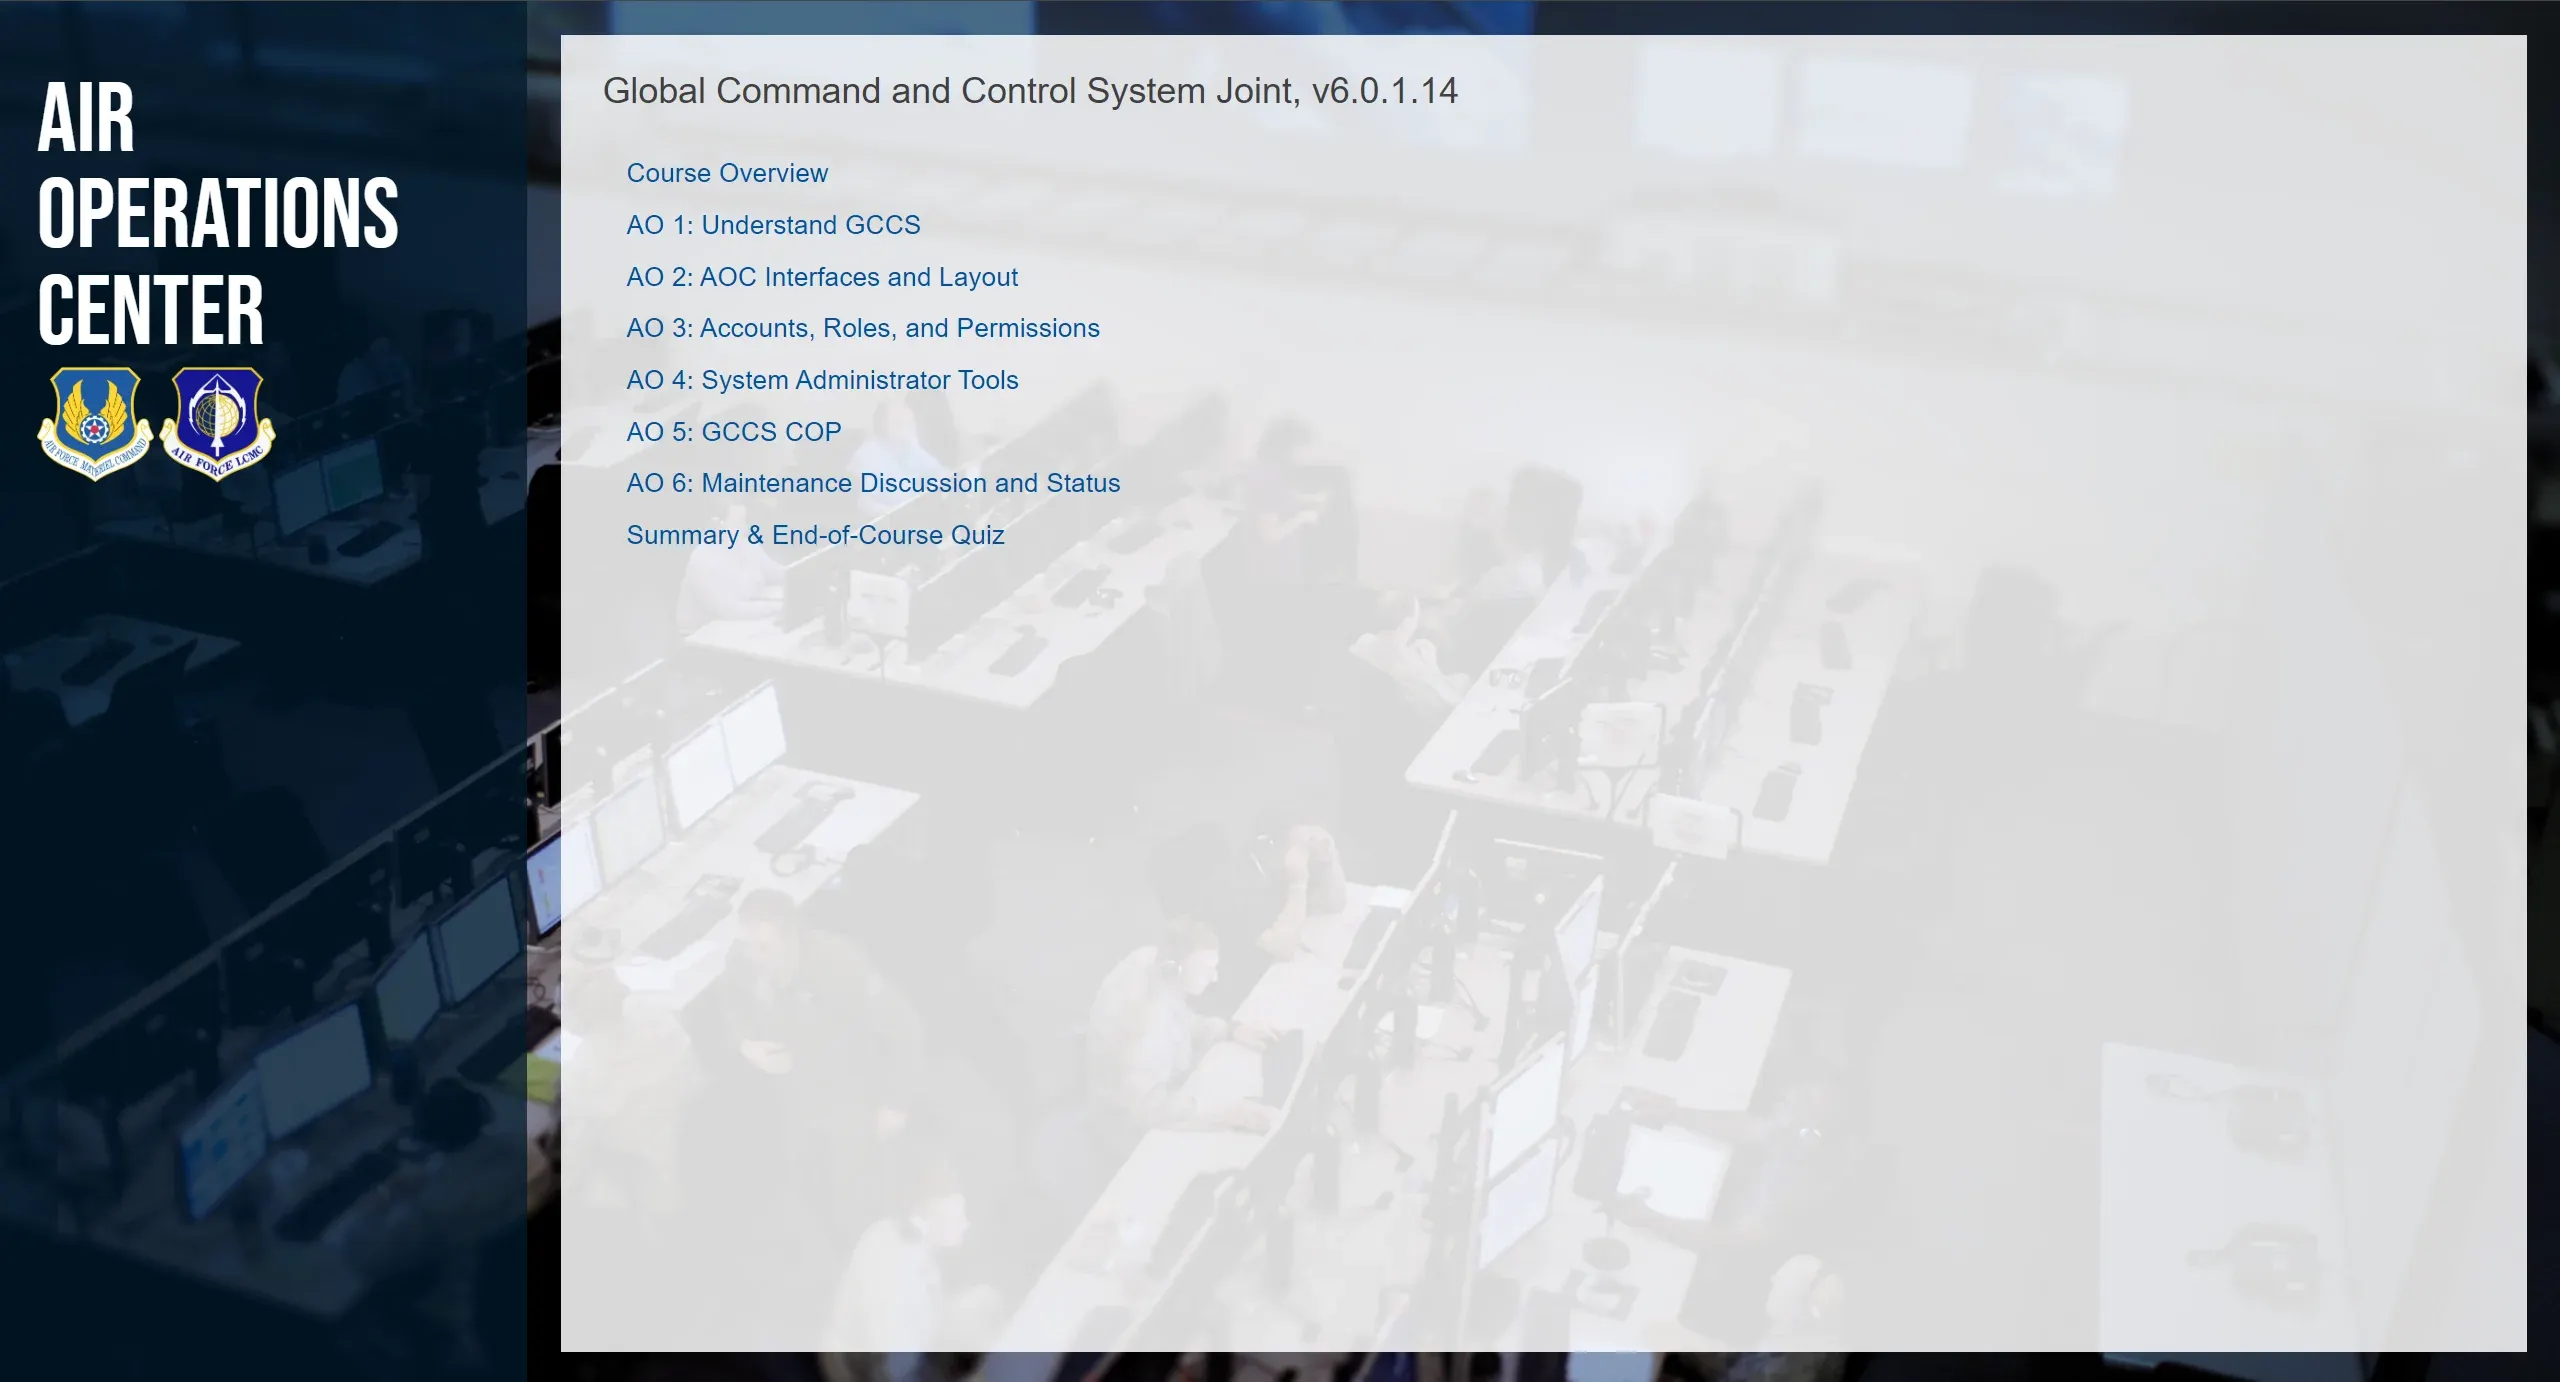 AIR
OPERATIONS
CENTER
AIR FORCE MATERIEL COMMAND
AIR FORCE LCMC
Global Command and Control System Joint, v6.0.1.14
Course Overview
AO 1: Understand GCCS
AO 2: AOC Interfaces and Layout
AO 3: Accounts, Roles, and Permissions
AO 4: System Administrator Tools
AO 5: GCCS COP
AO 6: Maintenance Discussion and Status
Summary & End-of-Course Quiz